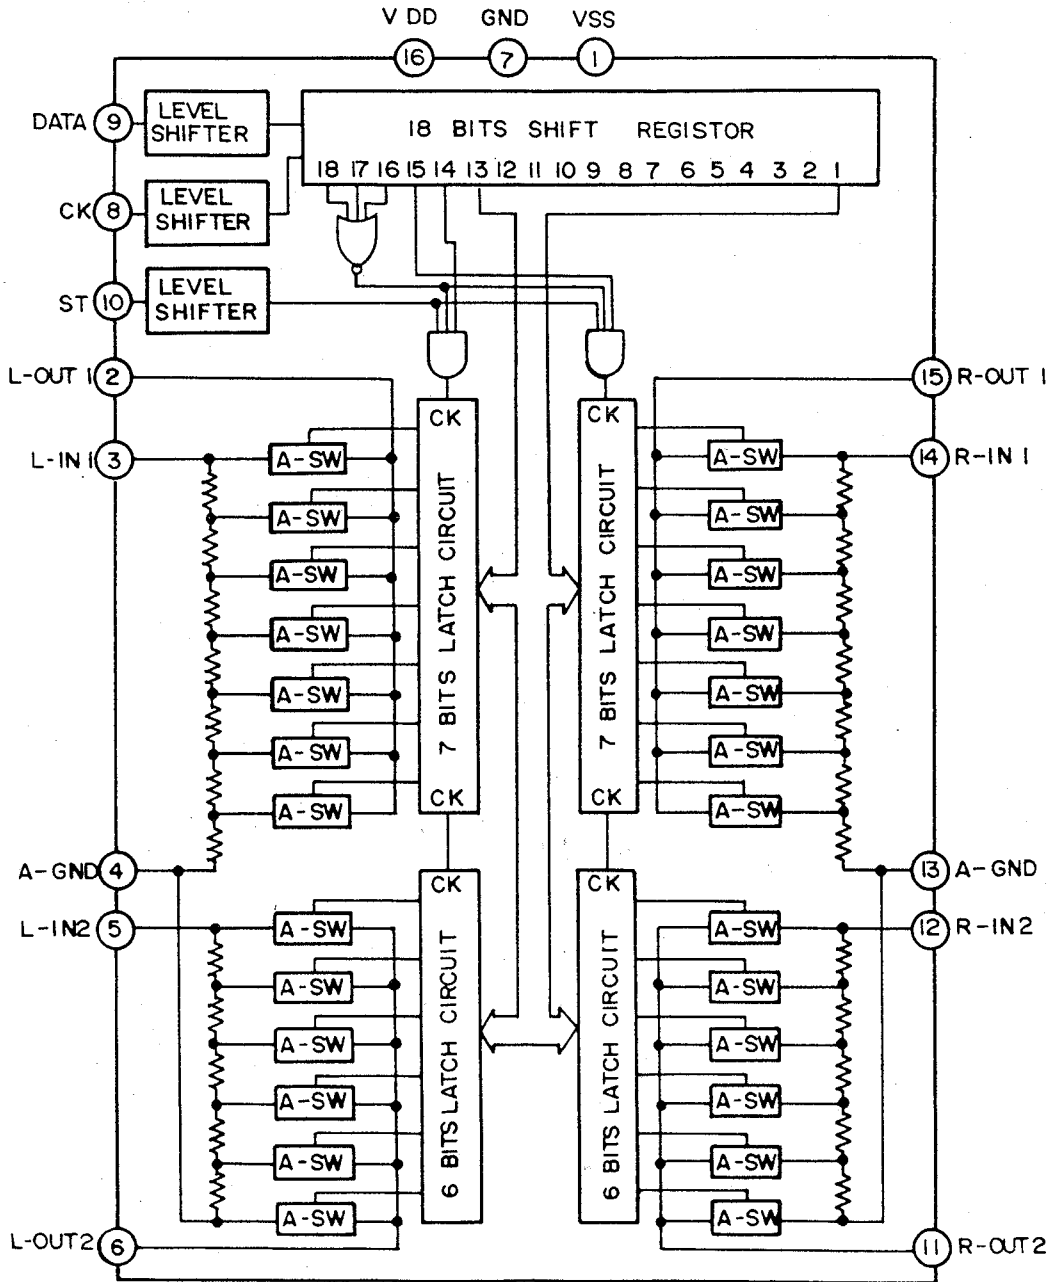 V DD GND VSS
16 7 1
DATA 9 LEVEL SHIFTER
18 BITS SHIFT REGISTOR
18 17 16 15 14 13 12 11 10 9 8 7 6 5 4 3 2 1
CK 8 LEVEL SHIFTER
ST 10 LEVEL SHIFTER
L-OUT 1 2
15 R-OUT 1
CK
CK
L-IN 1 3
A-SW
A-SW
14 R-IN 1
A-SW
A-SW
A-SW
A-SW
A-SW
A-SW
A-SW
A-SW
A-SW
A-SW
A-SW
A-SW
7 BITS LATCH CIRCUIT
7 BITS LATCH CIRCUIT
CK
CK
A-GND 4
13 A-GND
CK
CK
L-IN2 5
A-SW
A-SW
12 R-IN2
A-SW
A-SW
A-SW
A-SW
A-SW
A-SW
A-SW
A-SW
A-SW
A-SW
6 BITS LATCH CIRCUIT
6 BITS LATCH CIRCUIT
L-OUT2 6
11 R-OUT2